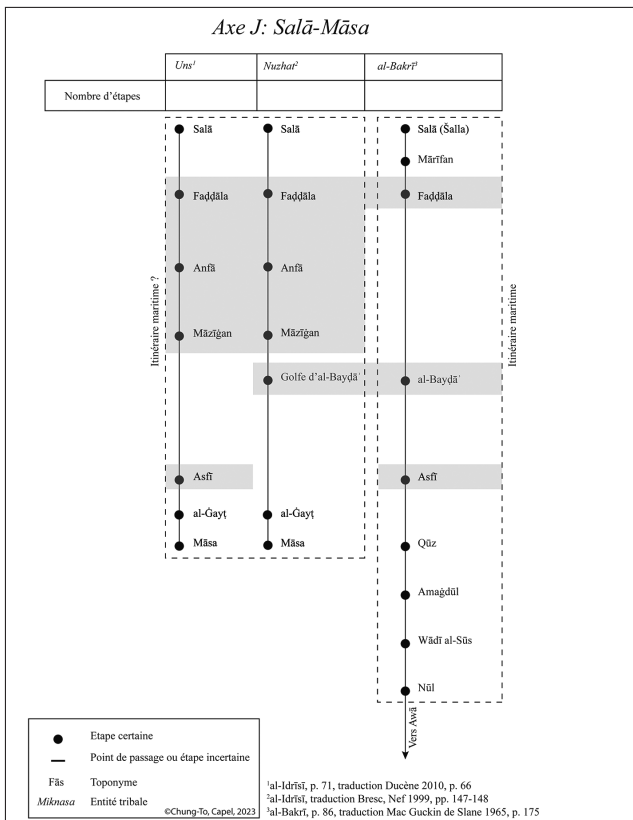 Axe J: Salā-Māsa
Uns¹
Nuzhat²
al-Bakrī³
Nombre d’étapes
Itinéraire maritime ?
Salā
Faḍḍāla
Anfā
Māzīġan
Asfī
al-Ġayṭ
Māsa
Salā
Faḍḍāla
Anfā
Māzīġan
Golfe d’al-Bayḍāʾ
al-Ġayṭ
Māsa
Salā (Šalla)
Mārīfan
Faḍḍāla
al-Bayḍāʾ
Asfī
Qūz
Amaġdūl
Wādī al-Sūs
Nūl
Vers Awā
Itinéraire maritime
Etape certaine
Point de passage ou étape incertaine
Fās Toponyme
Miknasa Entité tribale
©Chung-To, Capel, 2023
¹al-Idrīsī, p. 71, traduction Ducène 2010, p. 66
²al-Idrīsī, traduction Bresc, Nef 1999, pp. 147-148
³al-Bakrī, p. 86, traduction Mac Guckin de Slane 1965, p. 175